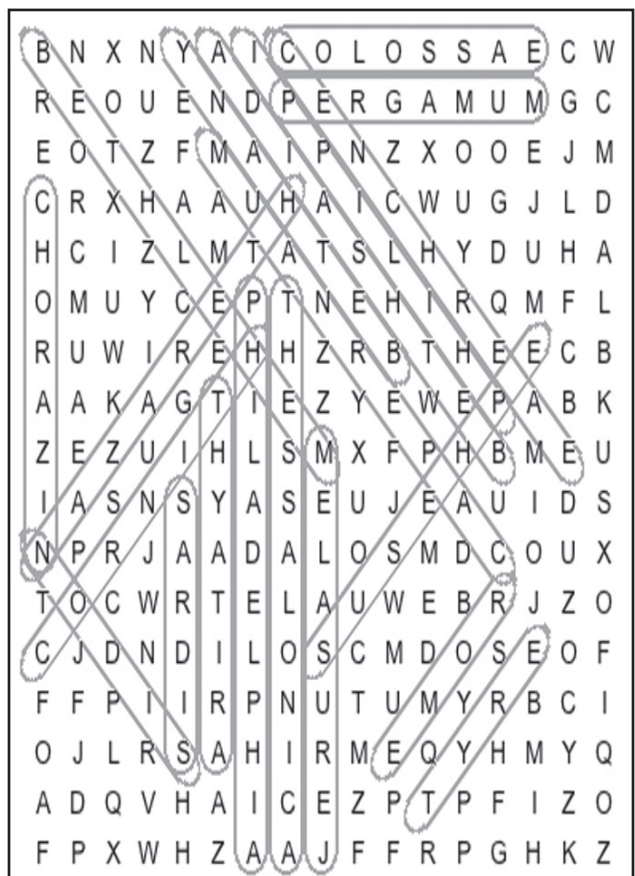 B N X N Y A I C O L O S S A E C W
R E O U E N D P E R G A M U M G C
E O T Z F M A I P N Z X O O E J M
C R X H A A U H A I C W U G J L D
H C I Z L M T A T S L H Y D U H A
O M U Y C E P T N E H I R Q M F L
R U W I R E H H Z R B T H E E C B
A A K A G T I E Z Y E W E P A B K
Z E Z U I H L S M X F P H B M E U
I A S N S Y A S E U J E A U I D S
N P R J A A D A L O S M D C O U X
T O C W R T E L A U W E B R J Z O
C J D N D I L O S C M D O S E O F
F F P I I R P N U T U M Y R B C I
O J L R S A H I R M E Q Y H M Y Q
A D Q V H A I C E Z P T P F I Z O
F P X W H Z A A J F F R P G H K Z